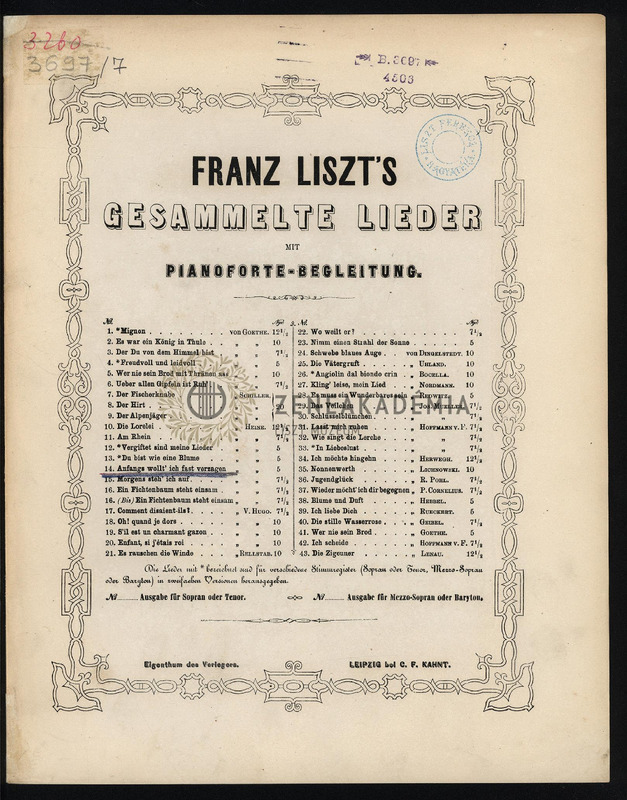 3260
3697/7
B. 3697
4503
LISZT FERENCZ
HAGYATÉKA
FRANZ LISZT'S
GESAMMELTE LIEDER
MIT
PIANOFORTE-BEGLEITUNG.
№
1. *Mignon . . . von GOETHE. 12½
2. Es war ein König in Thule . . . „ „ 10
3. Der Du von dem Himmel bist „ „ 7½
4. *Freudvoll und leidvoll . . . „ „ 5
5. Wer nie sein Brod mit Thränen ass „ „ 10
6. Ueber allen Gipfeln ist Ruh' „ „ 5
7. Der Fischerknabe SCHILLER.
8. Der Hirt
9. Der Alpenjäger
10. Die Lorelei . . . „ HEINE. 12½
11. Am Rhein . . . „ „ 7½
12. *Vergiftet sind meine Lieder „ „ 5
13. *Du bist wie eine Blume . . . „ „ 5
14. Anfangs wollt' ich fast verzagen „ „ 5
15. Morgens steh' ich auf . . . „ „ 7½
16. Ein Fichtenbaum steht einsam „ „ 7½
16. (Bis) Ein Fichtenbaum steht einsam „ 7½
17. Comment disaient-ils? . . . „ V. HUGO. 7½
18. Oh! quand je dors . . . „ „ 10
19. S'il est un charmant gazon . „ „ 10
20. Enfant, si j'étais roi . . . „ „ 10
21. Es rauschen die Winde . . . „ RELLSTAB. 10
№
22. Wo weilt er? . . . „ „ 7½
23. Nimm einen Strahl der Sonne . . 5
24. Schwebe blaues Auge . . von DINGELSTEDT. 10
25. Die Vätergruft . . . „ UHLAND. 10
26. *Angiolin dal biondo crin . „ BOCELLA. 10
27. Kling' leise, mein Lied „ NORDMANN. 10
28. Es muss ein Wunderbares sein „ REDWITZ.
29. Das Veilchen JOS. MÜLLER.
30. Schlüsselblümchen.
31. Lasst mich ruhen HOFFMANN v. F. 7½
32. Wie singt die Lerche . . . „ „ 7½
33. *In Liebeslust . . . „ „ 7½
34. Ich möchte hingehn . . . „ HERWEGH. 12½
35. Nonnenwerth . . . „ LICHNOWSKI. 10
36. Jugendglück . . . „ R. POHL. 7½
37. Wieder möcht' ich dir begegnen „ P. CORNELIUS. 7½
38. Blume und Duft . . . „ HEBBEL. 5
39. Ich liebe Dich . . . „ RUECKERT. 5
40. Die stille Wasserrose . . . „ GEIBEL. 7½
41. Wer nie sein Brod . . . „ GOETHE. 5
42. Ich scheide . . . „ HOFFMANN v. F. 7½
43. Die Zigeuner . . . „ LENAU. 12½
ZENEAKADÉMIA
LISZT MÚZEUM
Die Lieder mit * bezeichnet sind für verschiedene Stimmregister (Sopran oder Tenor, Mezzo-Sopran
oder Baryton) in zweifachen Versionen herausgegeben.
№ Ausgabe für Sopran oder Tenor.
№ Ausgabe für Mezzo-Sopran oder Baryton.
Eigenthum des Verlegers.
LEIPZIG bei C. F. KAHNT.